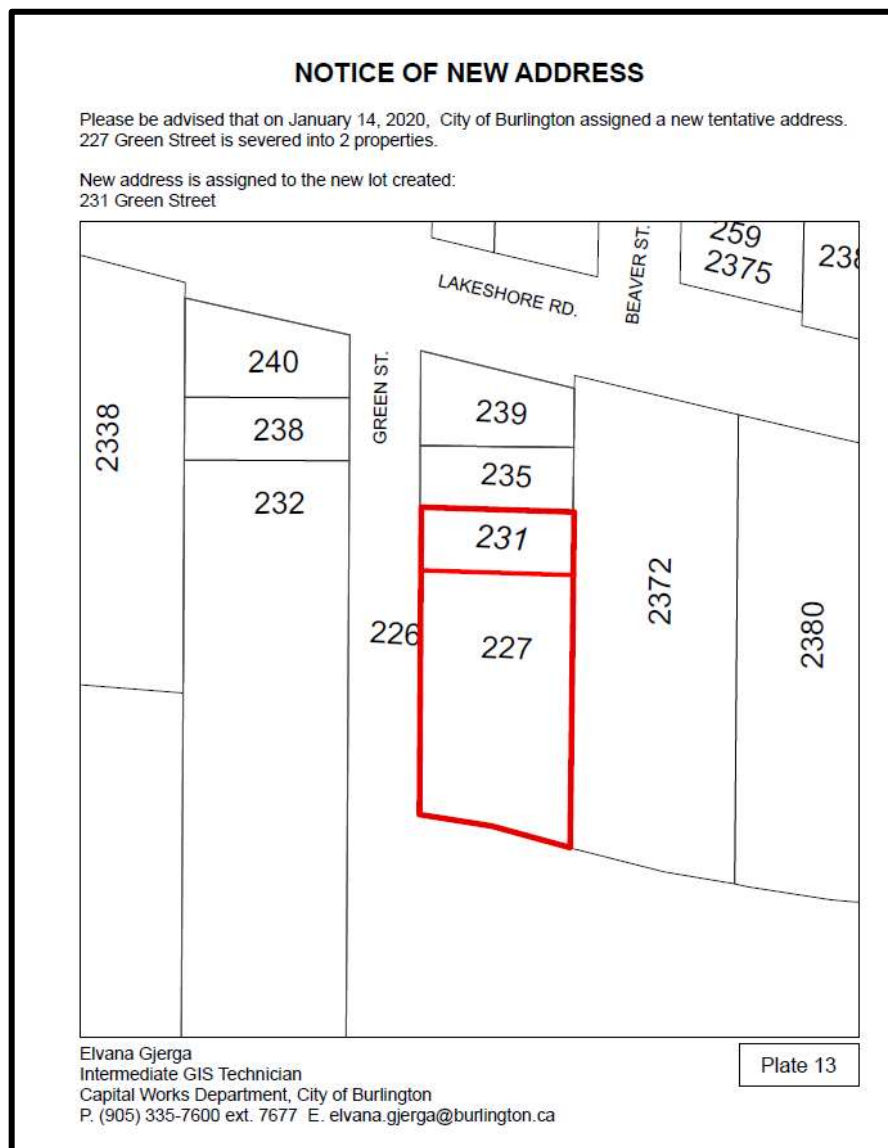 NOTICE OF NEW ADDRESS
Please be advised that on January 14, 2020, City of Burlington assigned a new tentative address.
227 Green Street is severed into 2 properties.
New address is assigned to the new lot created:
231 Green Street
259
2375
LAKESHORE RD.
BEAVER ST.
240
GREEN ST.
239
2338
238
235
232
231
2372
2380
226
227
Elvana Gjerga
Intermediate GIS Technician
Capital Works Department, City of Burlington
P. (905) 335-7600 ext. 7677 E. elvana.gjerga@burlington.ca
Plate 13